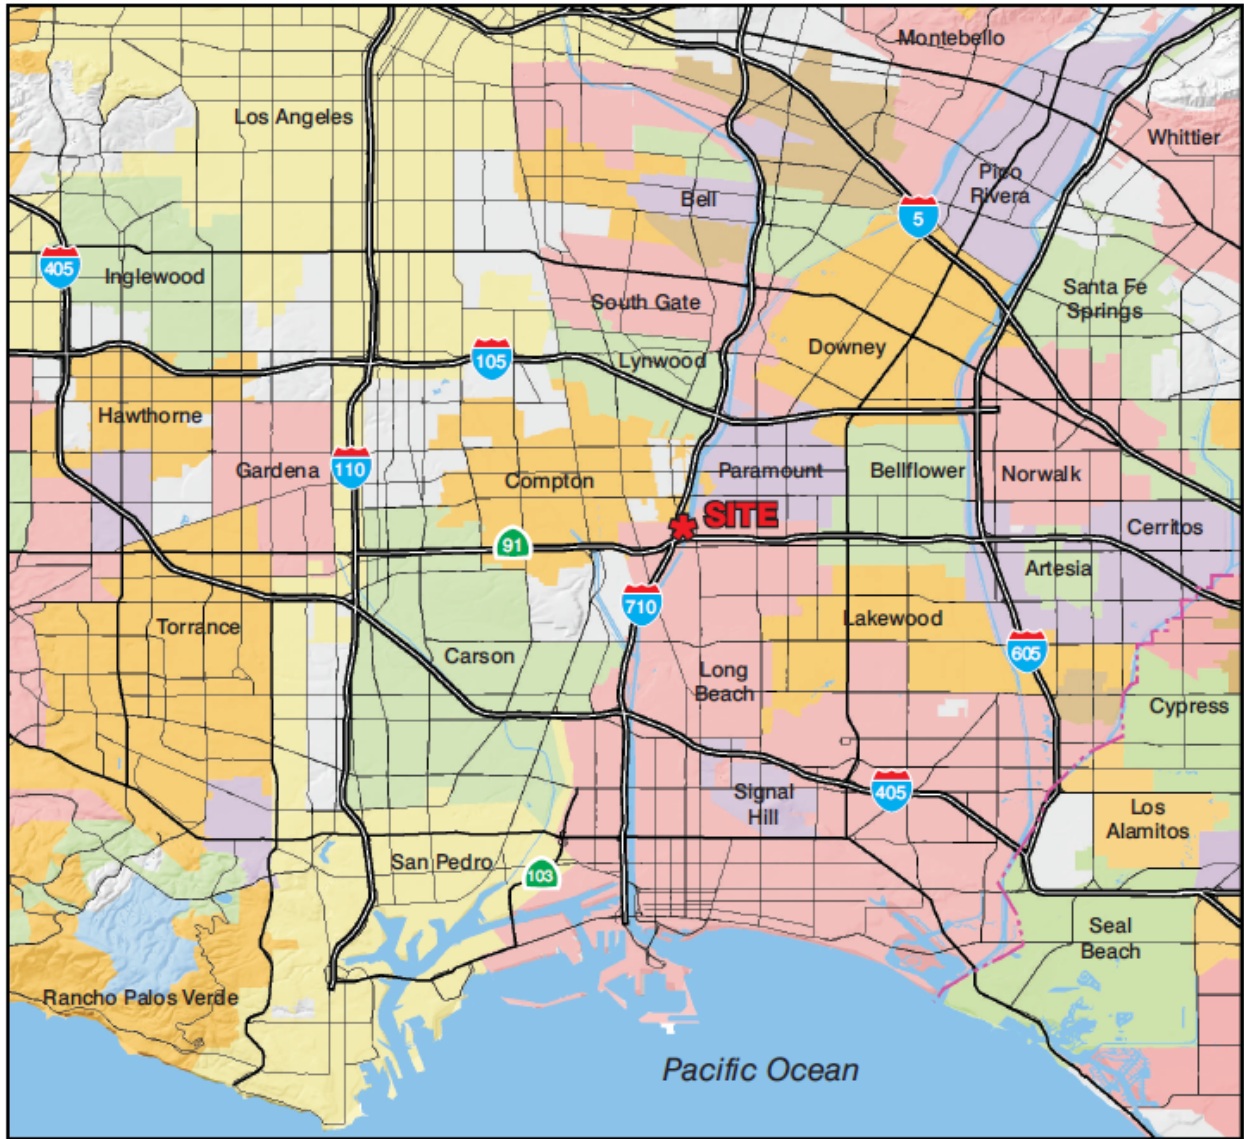 Montebello
Los Angeles
Whittier
Pico
Rivera
Bell
5
405
Inglewood
Santa Fe
Springs
South Gate
105
Lynwood
Downey
Hawthorne
Gardena
110
Compton
Paramount
Bellflower
Norwalk
SITE
Cerritos
91
Artesia
710
Torrance
Lakewood
Carson
605
Long
Beach
Cypress
405
Signal
Hill
Los
Alamitos
San Pedro
103
Seal
Beach
Rancho Palos Verde
Pacific Ocean